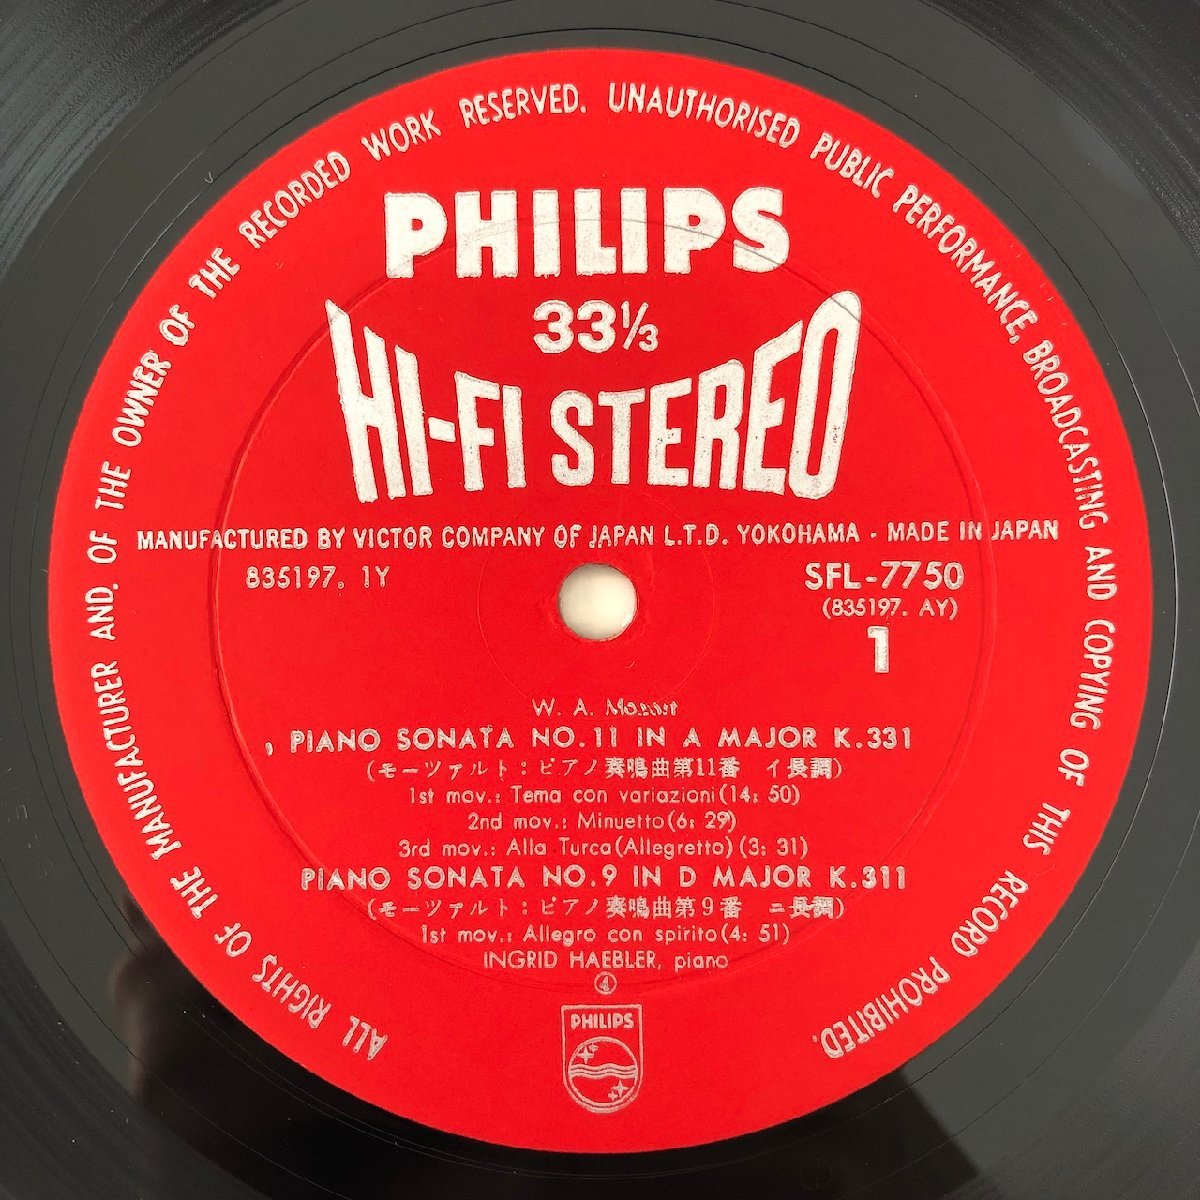 ALL RIGHTS OF THE MANUFACTURER AND. OF THE OWNER OF THE RECORDED WORK RESERVED. UNAUTHORISED PUBLIC PERFORMANCE, BROADCASTING AND COPYING OF THIS RECORD PROHIBITED.
PHILIPS
33⅓
HI-FI STEREO
MANUFACTURED BY VICTOR COMPANY OF JAPAN L.T.D. YOKOHAMA - MADE IN JAPAN
835197. 1Y
SFL-7750
(835197. AY)
1
W. A. Mozart
PIANO SONATA NO.11 IN A MAJOR K.331
(モーツァルト：ピアノ奏鳴曲第11番 イ長調)
1st mov.: Tema con variazioni(14: 50)
2nd mov.: Minuetto(6: 29)
3rd mov.: Alla Turca(Allegretto)(3: 31)
PIANO SONATA NO.9 IN D MAJOR K.311
(モーツァルト：ピアノ奏鳴曲第9番 ニ長調)
1st mov.: Allegro con spirito(4: 51)
INGRID HAEBLER, piano
④
PHILIPS